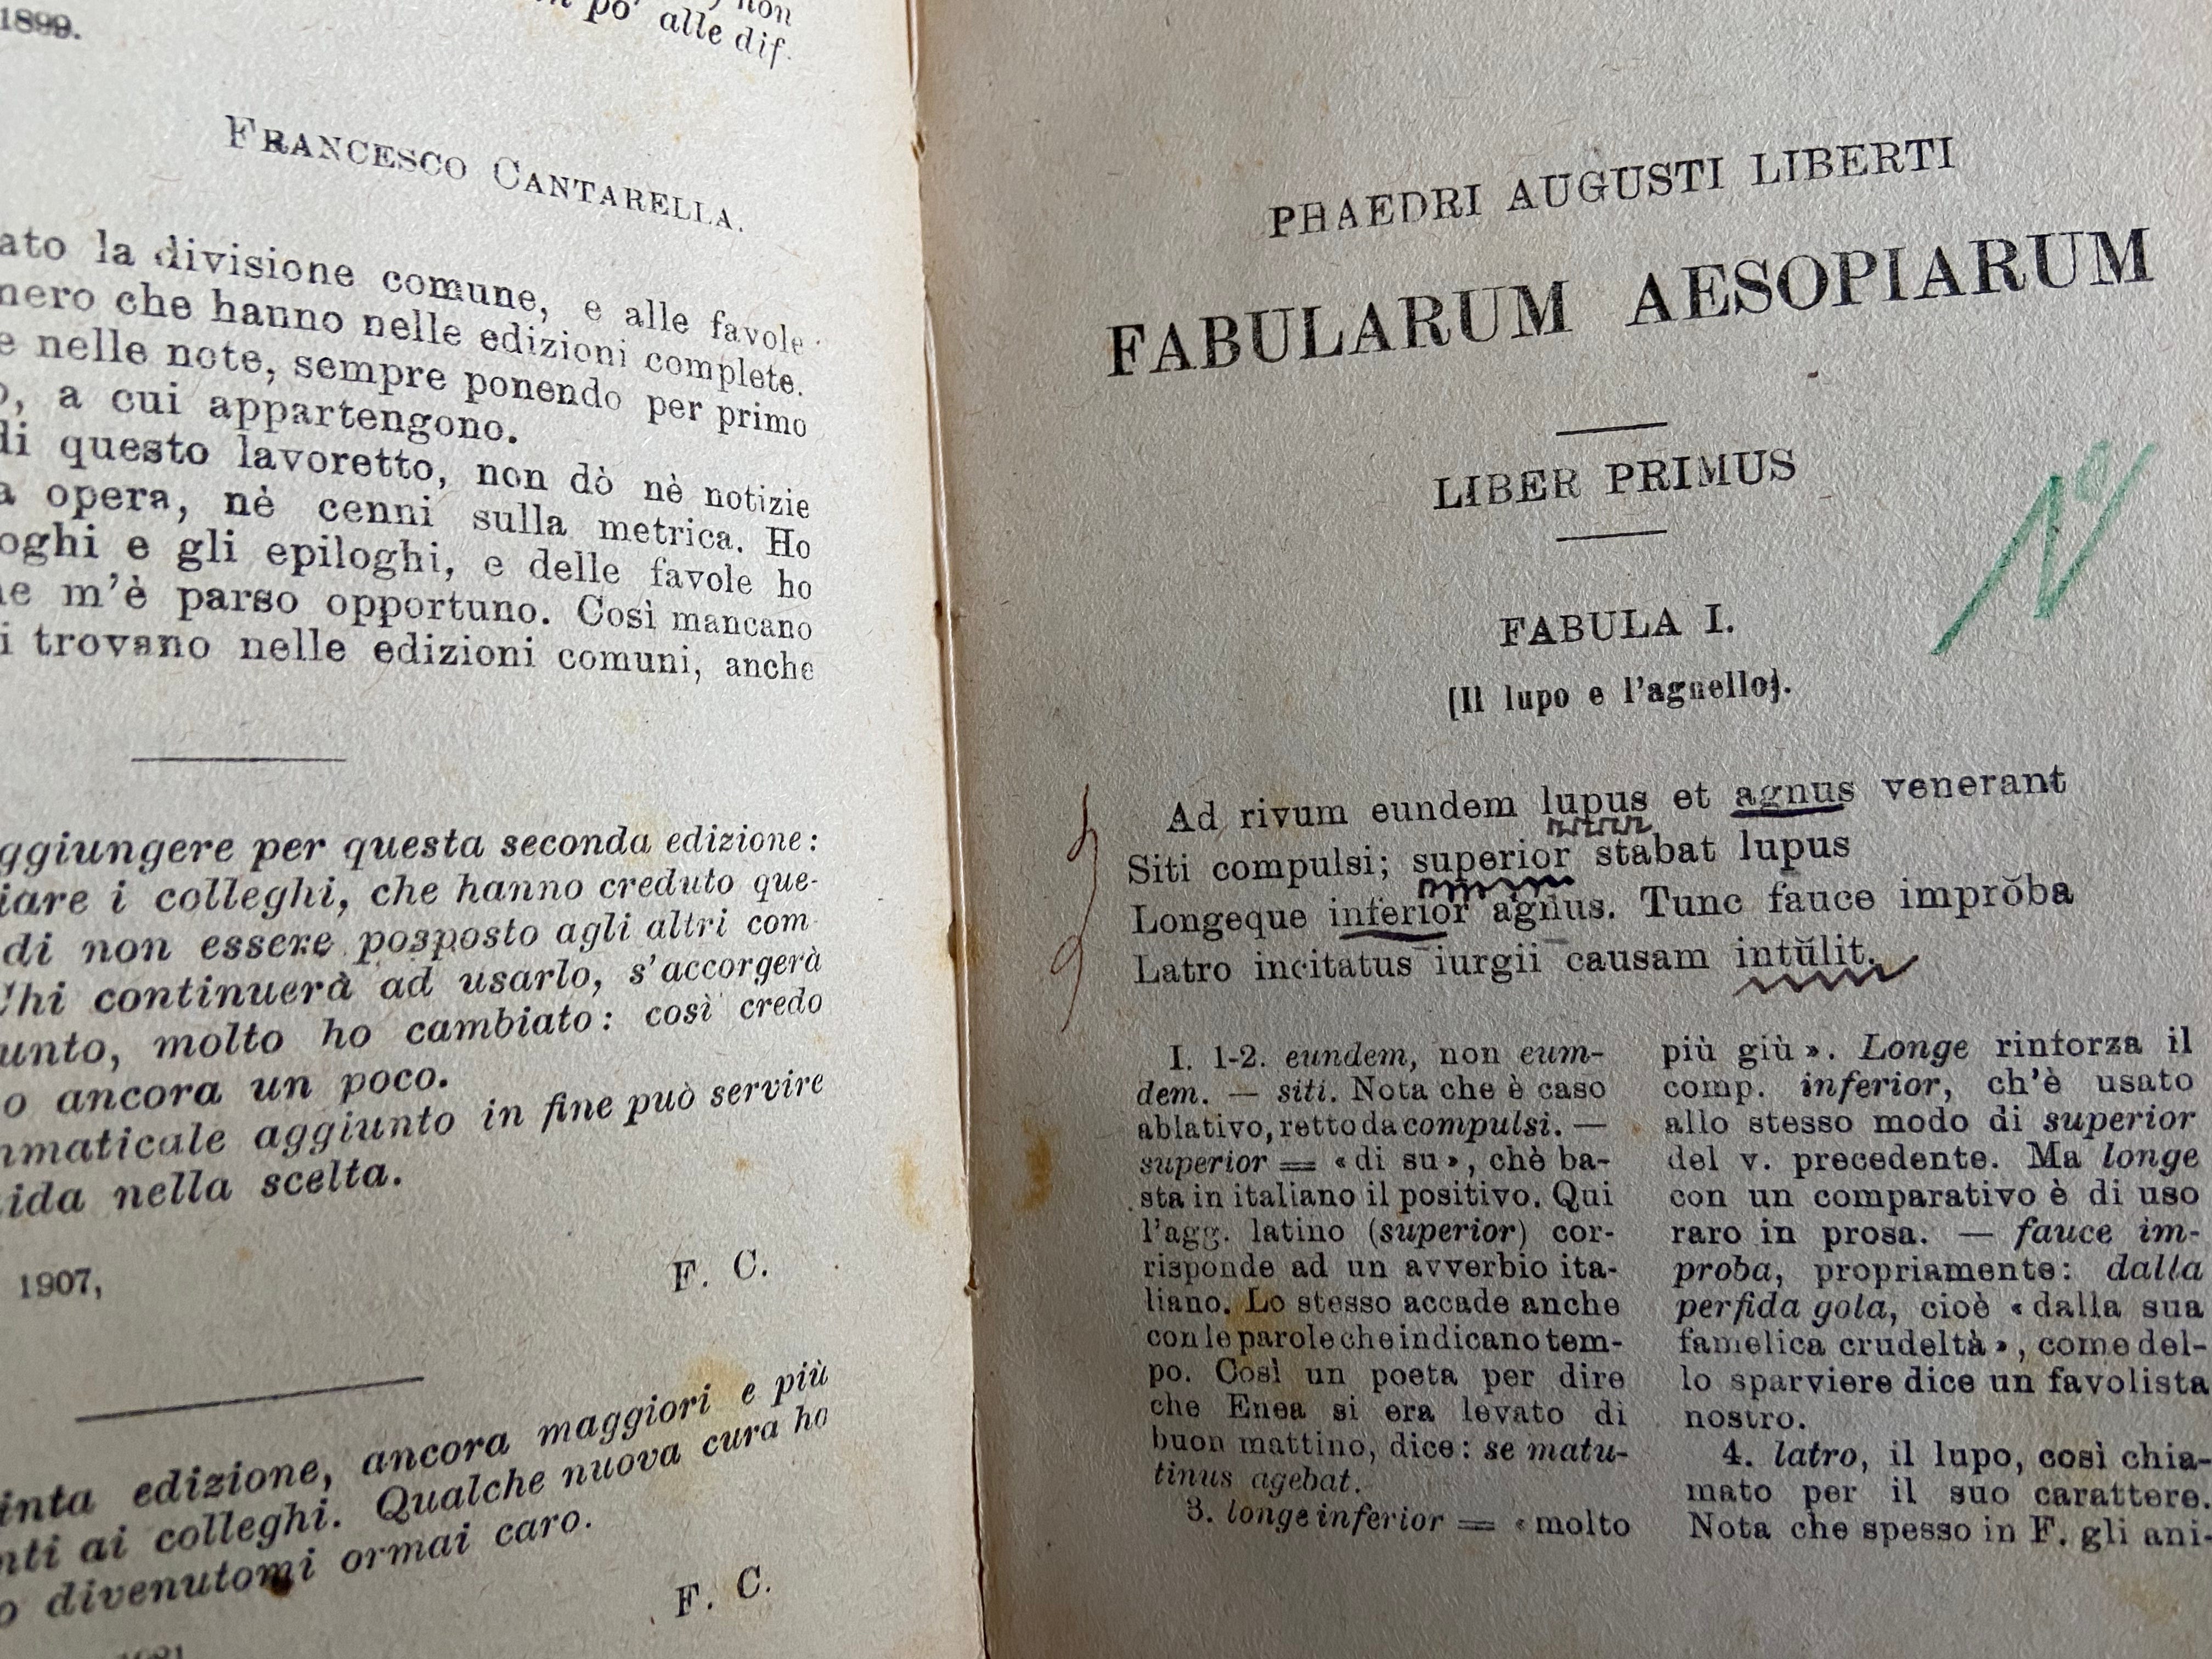 1899.
non
po' alle dif-
FRANCESCO CANTARELLA.
ato la divisione comune, e alle favole
nero che hanno nelle edizioni complete.
e nelle note, sempre ponendo per primo
o, a cui appartengono.
di questo lavoretto, non dò nè notizie
a opera, nè cenni sulla metrica. Ho
oghi e gli epiloghi, e delle favole ho
he m'è parso opportuno. Così mancano
i trovano nelle edizioni comuni, anche
ggiungere per questa seconda edizione:
iare i colleghi, che hanno creduto que-
di non essere posposto agli altri com-
Chi continuerà ad usarlo, s'accorgerà
unto, molto ho cambiato: così credo
o ancora un poco.
mmaticale aggiunto in fine può servire
ida nella scelta.
F. C.
1907,
inta edizione, ancora maggiori e più
nti ai colleghi. Qualche nuova cura ho
o divenutomi ormai caro.
F. C.
PHAEDRI AUGUSTI LIBERTI
FABULARUM AESOPIARUM
LIBER PRIMUS
FABULA I.
[Il lupo e l'agnello].
Ad rivum eundem lupus et agnus venerant
Siti compulsi; superior stabat lupus
Longeque inferior agnus. Tunc fauce imprŏba
Latro incitatus iurgii causam intŭlit.
I. 1-2. eundem, non eum-
dem. — siti. Nota che è caso
ablativo, retto da compulsi. —
superior = «di su», chè ba-
sta in italiano il positivo. Qui
l'agg. latino (superior) cor-
risponde ad un avverbio ita-
liano. Lo stesso accade anche
con le parole che indicano tem-
po. Così un poeta per dire
che Enea si era levato di
buon mattino, dice: se matu-
tinus agebat.
3. longe inferior = «molto
più giù». Longe rinforza il
comp. inferior, ch'è usato
allo stesso modo di superior
del v. precedente. Ma longe
con un comparativo è di uso
raro in prosa. — fauce im-
proba, propriamente: dalla
perfida gola, cioè «dalla sua
famelica crudeltà», come del-
lo sparviere dice un favolista
nostro.
4. latro, il lupo, così chia-
mato per il suo carattere.
Nota che spesso in F. gli ani-